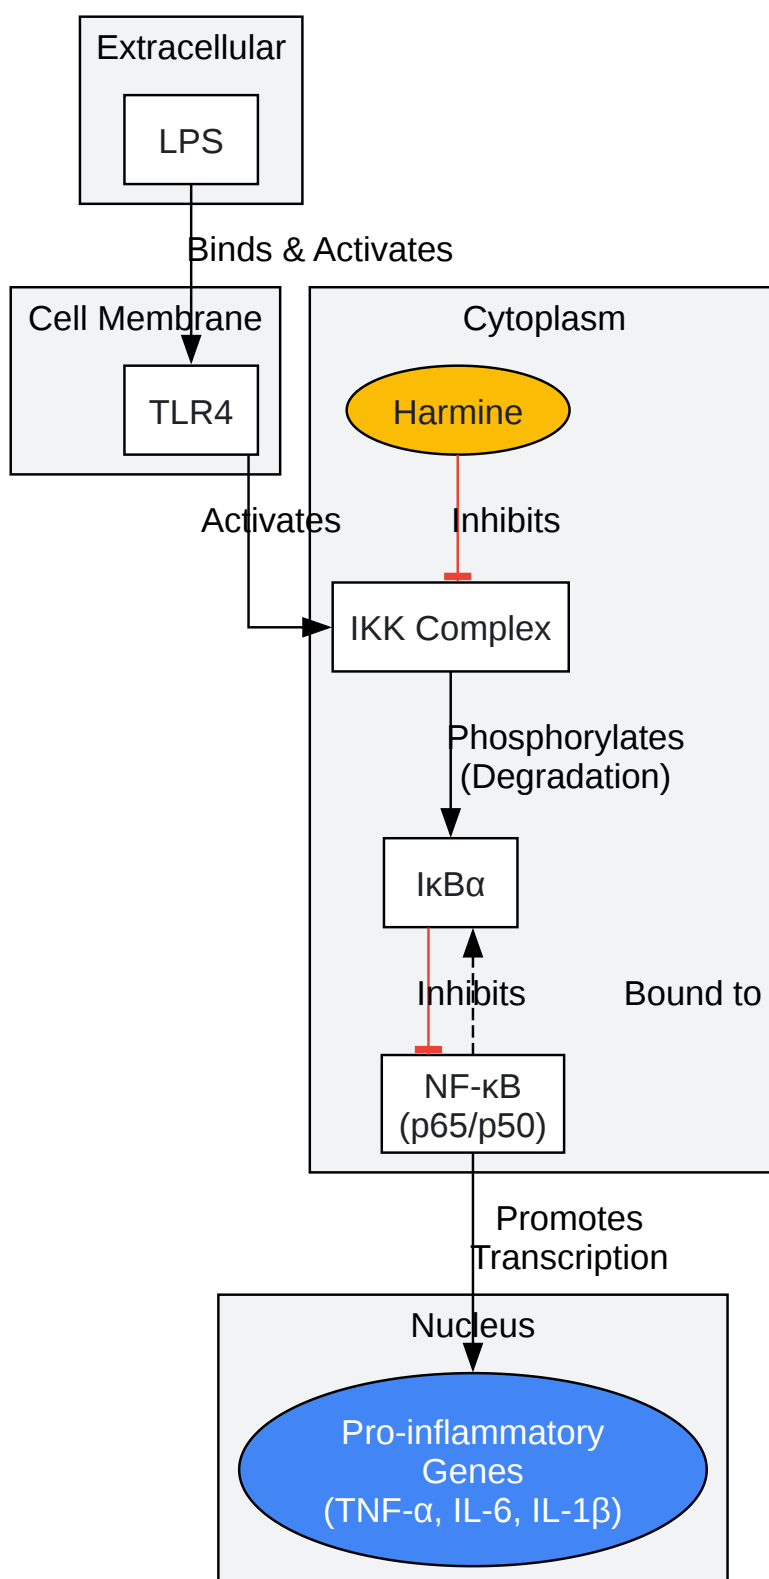 Extracellular
LPS
Binds & Activates
Cell Membrane
Cytoplasm
TLR4
Harmine
Activates
Inhibits
IKK Complex
Phosphorylates
(Degradation)
IκBα
Inhibits
Bound to
NF-κB
(p65/p50)
Promotes
Transcription
Nucleus
Pro-inflammatory
Genes
(TNF-α, IL-6, IL-1β)